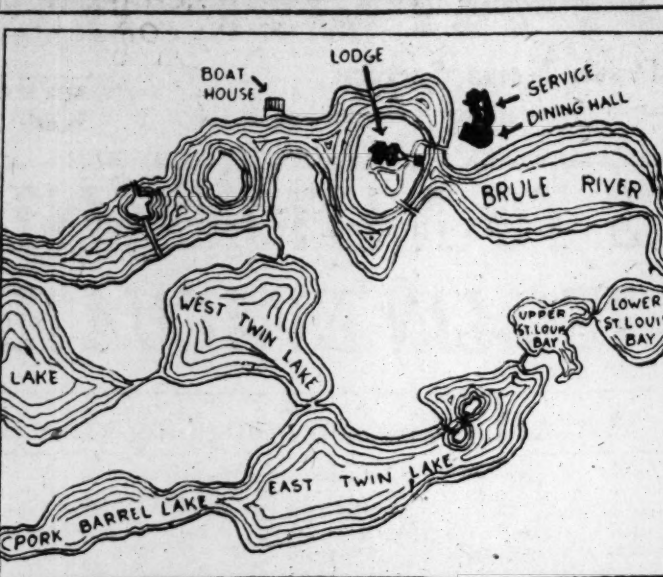 LODGE
BOAT
HOUSE
SERVICE
DINING HALL
BRULE RIVER
WEST TWIN LAKE
UPPER
ST. LOUIS
BAY
LOWER
ST. LOUIS
BAY
LAKE
EAST TWIN LAKE
PORK BARREL LAKE